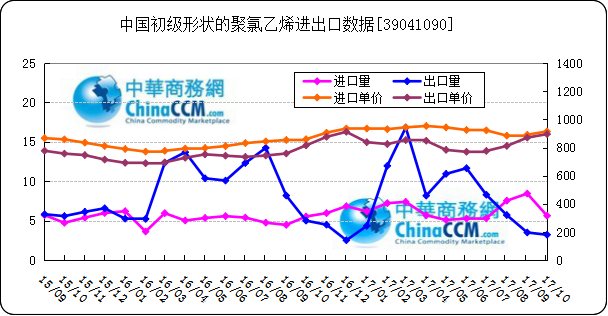 中国初级形状的聚氯乙烯进出口数据[39041090]
进口量 出口量
进口单价 出口单价
25 1400
20 1200
15 1000
10 800
5 600
0 400
200
0
中華商務網
ChinaCCM.com
China Commodity Marketplace
中華商務網
ChinaCCM.com
China Commodity Marketplace
15/09 15/10 15/11 15/12 16/01 16/02 16/03 16/04 16/05 16/06 16/07 16/08 16/09 16/10 16/11 16/12 17/01 17/02 17/03 17/04 17/05 17/06 17/07 17/08 17/09 17/10